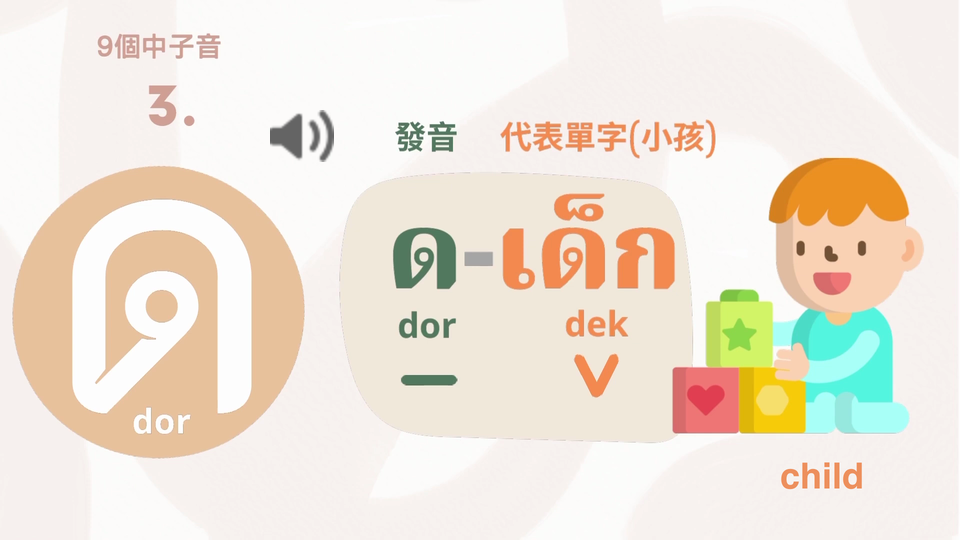 9個中子音
3.
發音 代表單字(小孩)
ด-เด็ก
dor dek
ด
dor
child